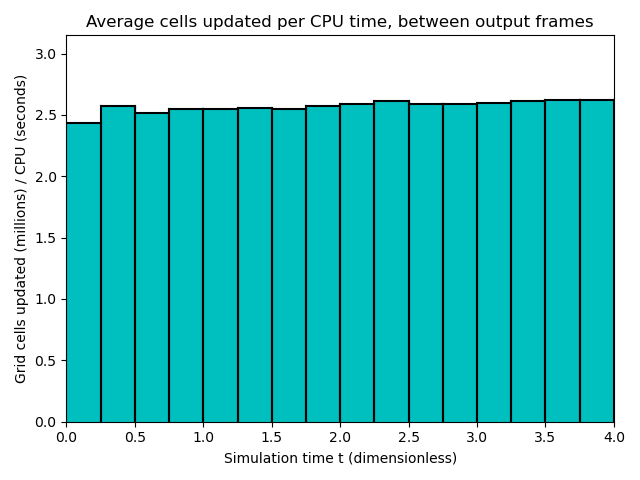 Average cells updated per CPU time, between output frames
Grid cells updated (millions) / CPU (seconds)
3.0
2.5
2.0
1.5
1.0
0.5
0.0
0.0 0.5 1.0 1.5 2.0 2.5 3.0 3.5 4.0
Simulation time t (dimensionless)